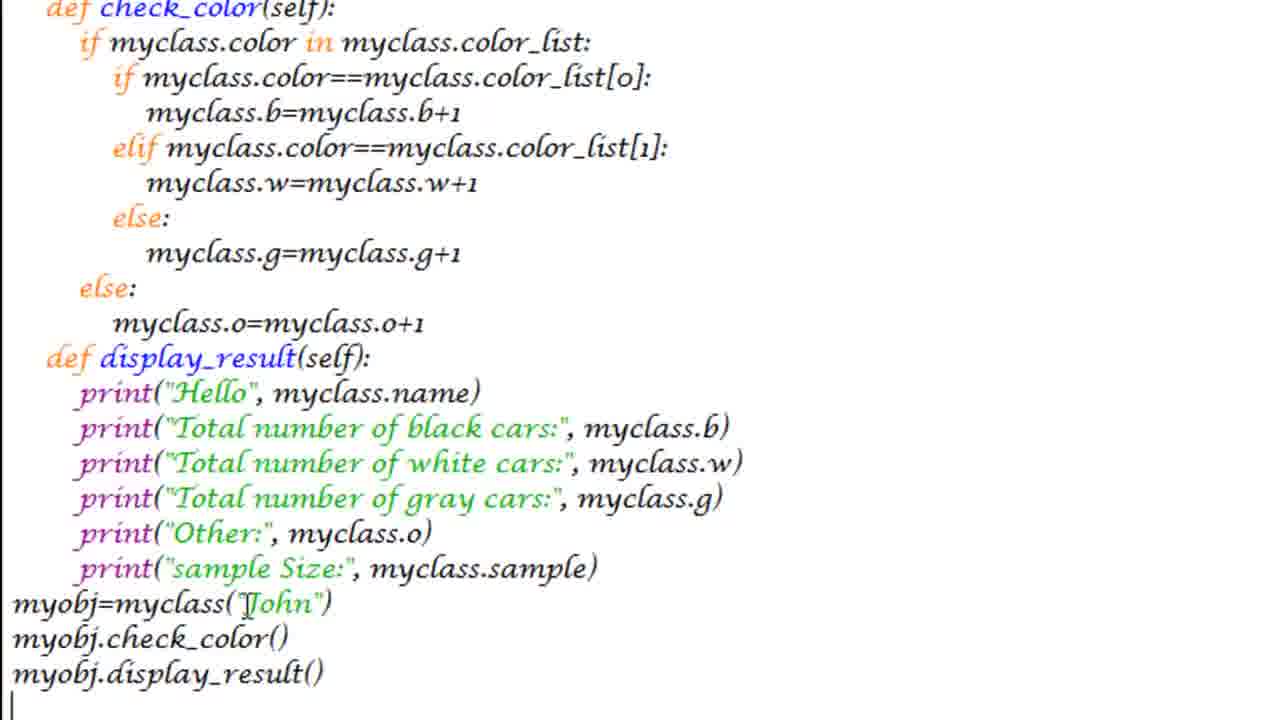 def check_color(self):
if myclass.color in myclass.color_list:
if myclass.color==myclass.color_list[0]:
myclass.b=myclass.b+1
elif myclass.color==myclass.color_list[1]:
myclass.w=myclass.w+1
else:
myclass.g=myclass.g+1
else:
myclass.o=myclass.o+1
def display_result(self):
print("Hello", myclass.name)
print("Total number of black cars:", myclass.b)
print("Total number of white cars:", myclass.w)
print("Total number of gray cars:", myclass.g)
print("Other:", myclass.o)
print("sample Size:", myclass.sample)
myobj=myclass("John")
myobj.check_color()
myobj.display_result()